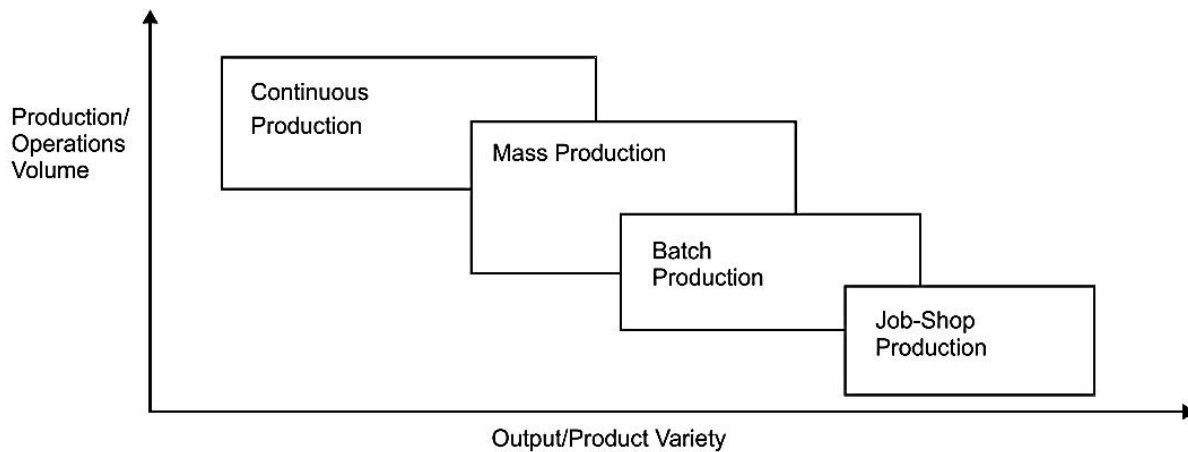 Continuous
Production
Production/
Operations
Volume
Mass Production
Batch
Production
Job-Shop
Production
Output/Product Variety